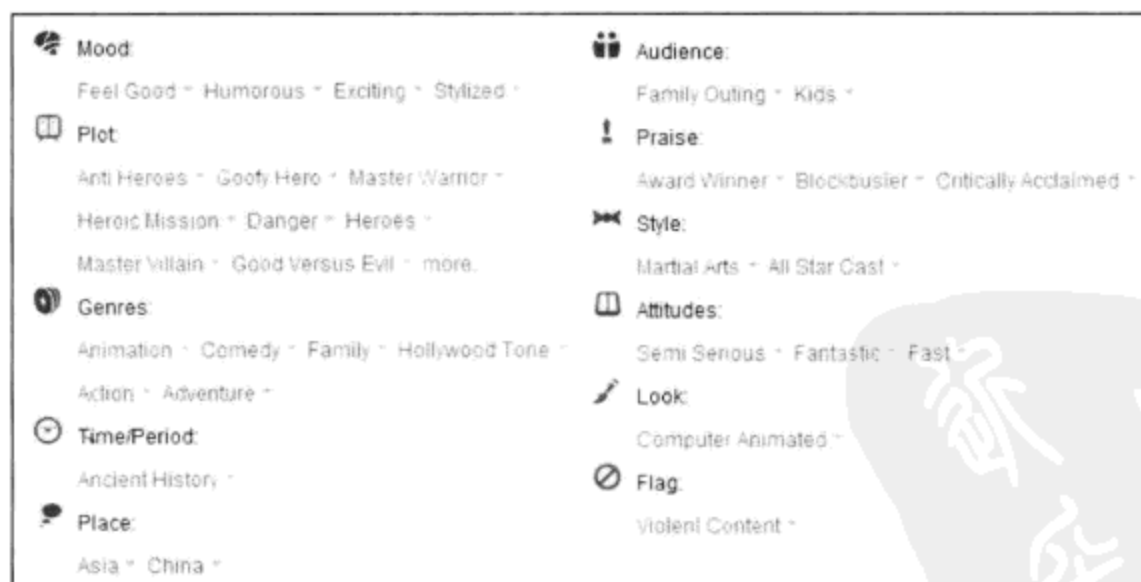 Mood:
Feel Good Humorous Exciting Stylized
Plot:
Anti Heroes Goofy Hero Master Warrior
Heroic Mission Danger Heroes
Master Villain Good Versus Evil more.
Genres:
Animation Comedy Family Hollywood Tone
Action Adventure
Time/Period:
Ancient History
Place:
Asia China
Audience:
Family Outing Kids
Praise:
Award Winner Blockbuster Critically Acclaimed
Style:
Martial Arts All Star Cast
Attitudes:
Semi Serious Fantastic Fast
Look:
Computer Animated
Flag:
Violent Content